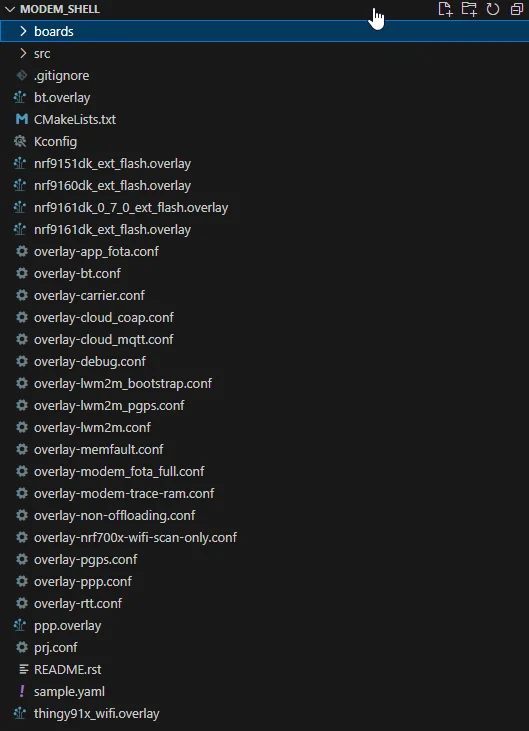 MODEM_SHELL
boards
src
.gitignore
bt.overlay
CMakeLists.txt
Kconfig
nrf9151dk_ext_flash.overlay
nrf9160dk_ext_flash.overlay
nrf9161dk_0_7_0_ext_flash.overlay
nrf9161dk_ext_flash.overlay
overlay-app_fota.conf
overlay-bt.conf
overlay-carrier.conf
overlay-cloud_coap.conf
overlay-cloud_mqtt.conf
overlay-debug.conf
overlay-lwm2m_bootstrap.conf
overlay-lwm2m_pgps.conf
overlay-lwm2m.conf
overlay-memfault.conf
overlay-modem_fota_full.conf
overlay-modem-trace-ram.conf
overlay-non-offloading.conf
overlay-nrf700x-wifi-scan-only.conf
overlay-pgps.conf
overlay-ppp.conf
overlay-rtt.conf
ppp.overlay
prj.conf
README.rst
sample.yaml
thingy91x_wifi.overlay